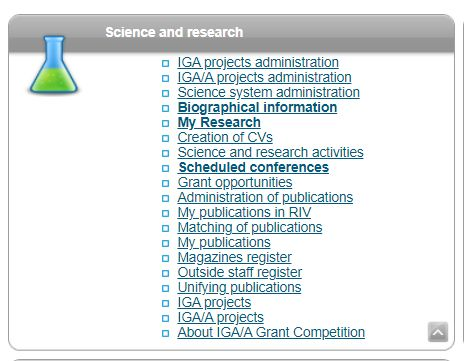 Science and research
IGA projects administration
IGA/A projects administration
Science system administration
Biographical information
My Research
Creation of CVs
Science and research activities
Scheduled conferences
Grant opportunities
Administration of publications
My publications in RIV
Matching of publications
My publications
Magazines register
Outside staff register
Unifying publications
IGA projects
IGA/A projects
About IGA/A Grant Competition